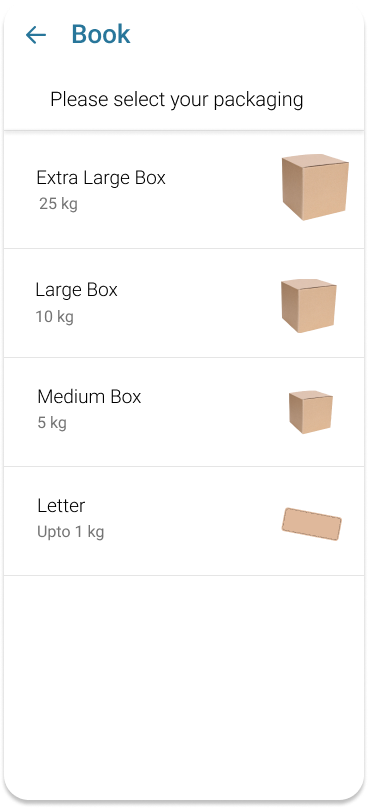 Book
Please select your packaging
Extra Large Box
25 kg
Large Box
10 kg
Medium Box
5 kg
Letter
Upto 1 kg